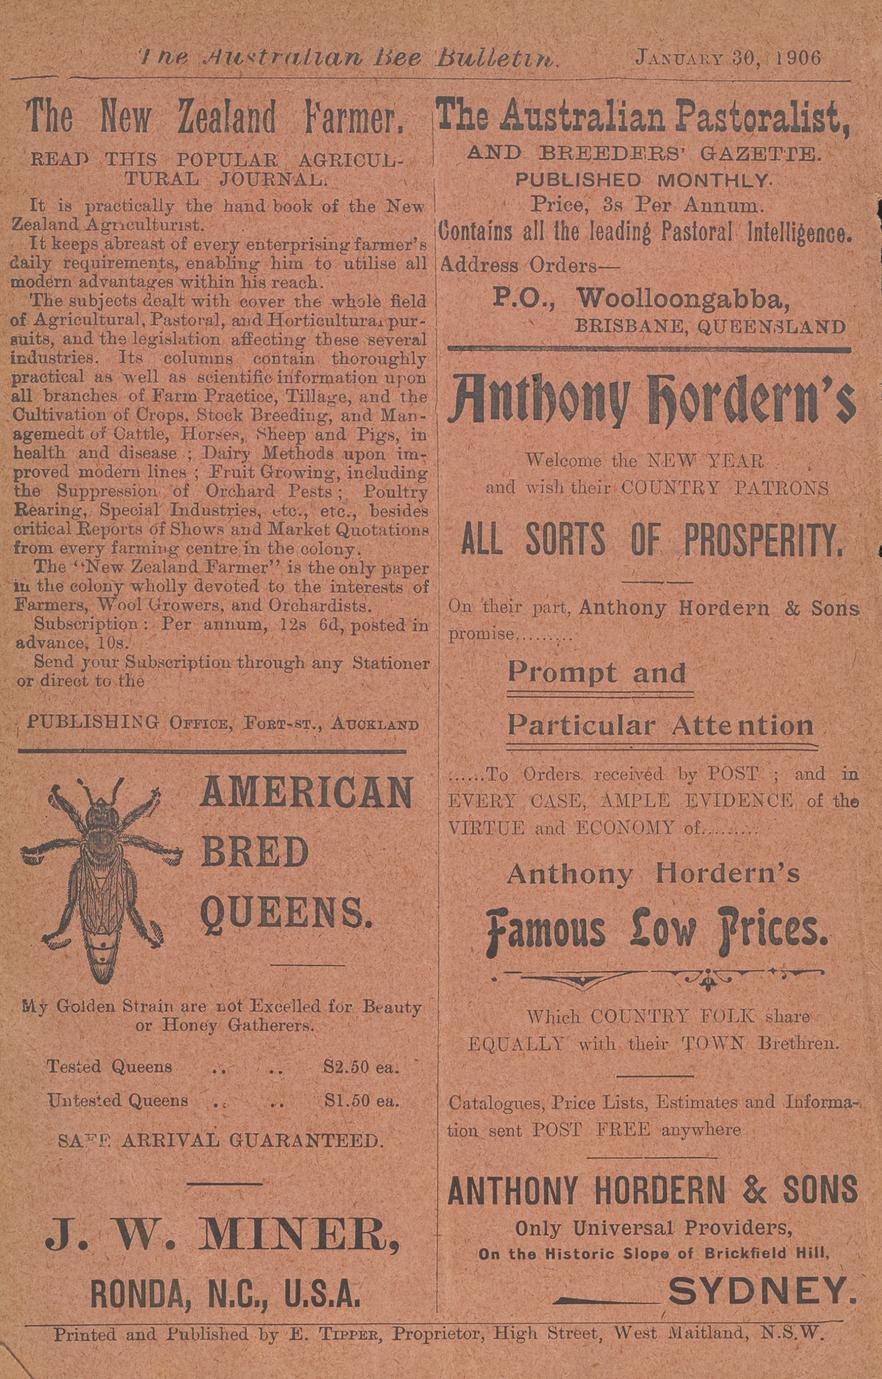 The Australian Bee Bulletin. JANUARY 30, 1906
The New Zealand Farmer.
READ THIS POPULAR AGRICUL-
TURAL JOURNAL.
It is practically the hand book of the New
Zealand Agriculturist.
It keeps abreast of every enterprising farmer's
daily requirements, enabling him to utilise all
modern advantages within his reach.
The subjects dealt with cover the whole field
of Agricultural, Pastoral, and Horticultural pur-
suits, and the legislation affecting these several
industries. Its columns contain thoroughly
practical as well as scientific information upon
all branches of Farm Practice, Tillage, and the
Cultivation of Crops, Stock Breeding, and Man-
agemedt of Cattle, Horses, Sheep and Pigs, in
health and disease ; Dairy Methods upon im-
proved modern lines ; Fruit Growing, including
the Suppression of Orchard Pests ; Poultry
Rearing, Special Industries, etc., etc., besides
critical Reports of Shows and Market Quotations
from every farming centre in the colony.
The "New Zealand Farmer" is the only paper
in the colony wholly devoted to the interests of
Farmers, Wool Growers, and Orchardists.
Subscription : Per annum, 12s 6d, posted in
advance, 10s.
Send your Subscription through any Stationer
or direct to the
PUBLISHING OFFICE, FORT-ST., AUCKLAND
AMERICAN
BRED
QUEENS.
My Golden Strain are not Excelled for Beauty
or Honey Gatherers.
Tested Queens .. .. $2.50 ea.
Untested Queens .. .. $1.50 ea.
SAFE ARRIVAL GUARANTEED.
J. W. MINER,
RONDA, N.C., U.S.A.
The Australian Pastoralist,
AND BREEDERS' GAZETTE.
PUBLISHED MONTHLY.
Price, 3s Per Annum.
Contains all the leading Pastoral Intelligence.
Address Orders—
P.O., Woolloongabba,
BRISBANE, QUEENSLAND
Anthony Hordern's
Welcome the NEW YEAR
and wish their COUNTRY PATRONS
ALL SORTS OF PROSPERITY.
On their part, Anthony Hordern & Sons
promise.........
Prompt and
Particular Attention
......To Orders received by POST ; and in
EVERY CASE, AMPLE EVIDENCE of the
VIRTUE and ECONOMY of.........
Anthony Hordern's
Famous Low Prices.
Which COUNTRY FOLK share
EQUALLY with their TOWN Brethren.
Catalogues, Price Lists, Estimates and Informa-
tion sent POST FREE anywhere
ANTHONY HORDERN & SONS
Only Universal Providers,
On the Historic Slope of Brickfield Hill,
SYDNEY.
Printed and Published by E. TIPPER, Proprietor, High Street, West Maitland, N.S.W.